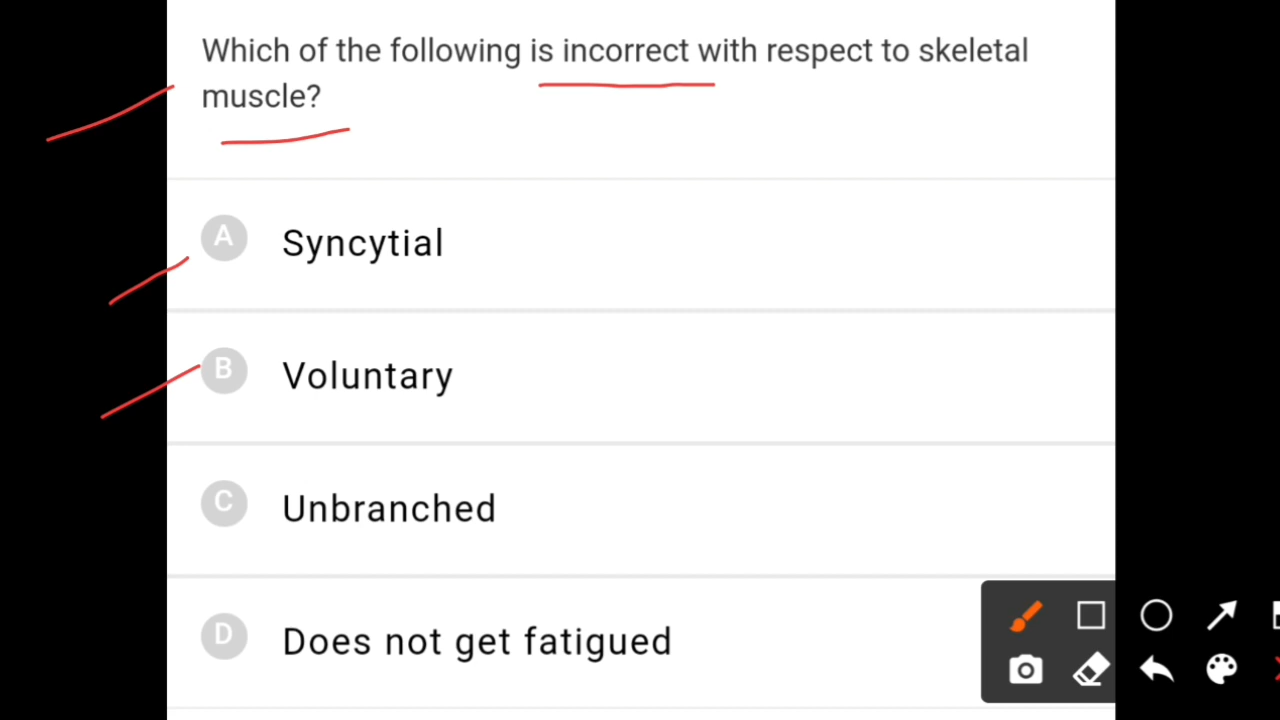 Which of the following is incorrect with respect to skeletal
muscle?
A Syncytial
B Voluntary
C Unbranched
D Does not get fatigued